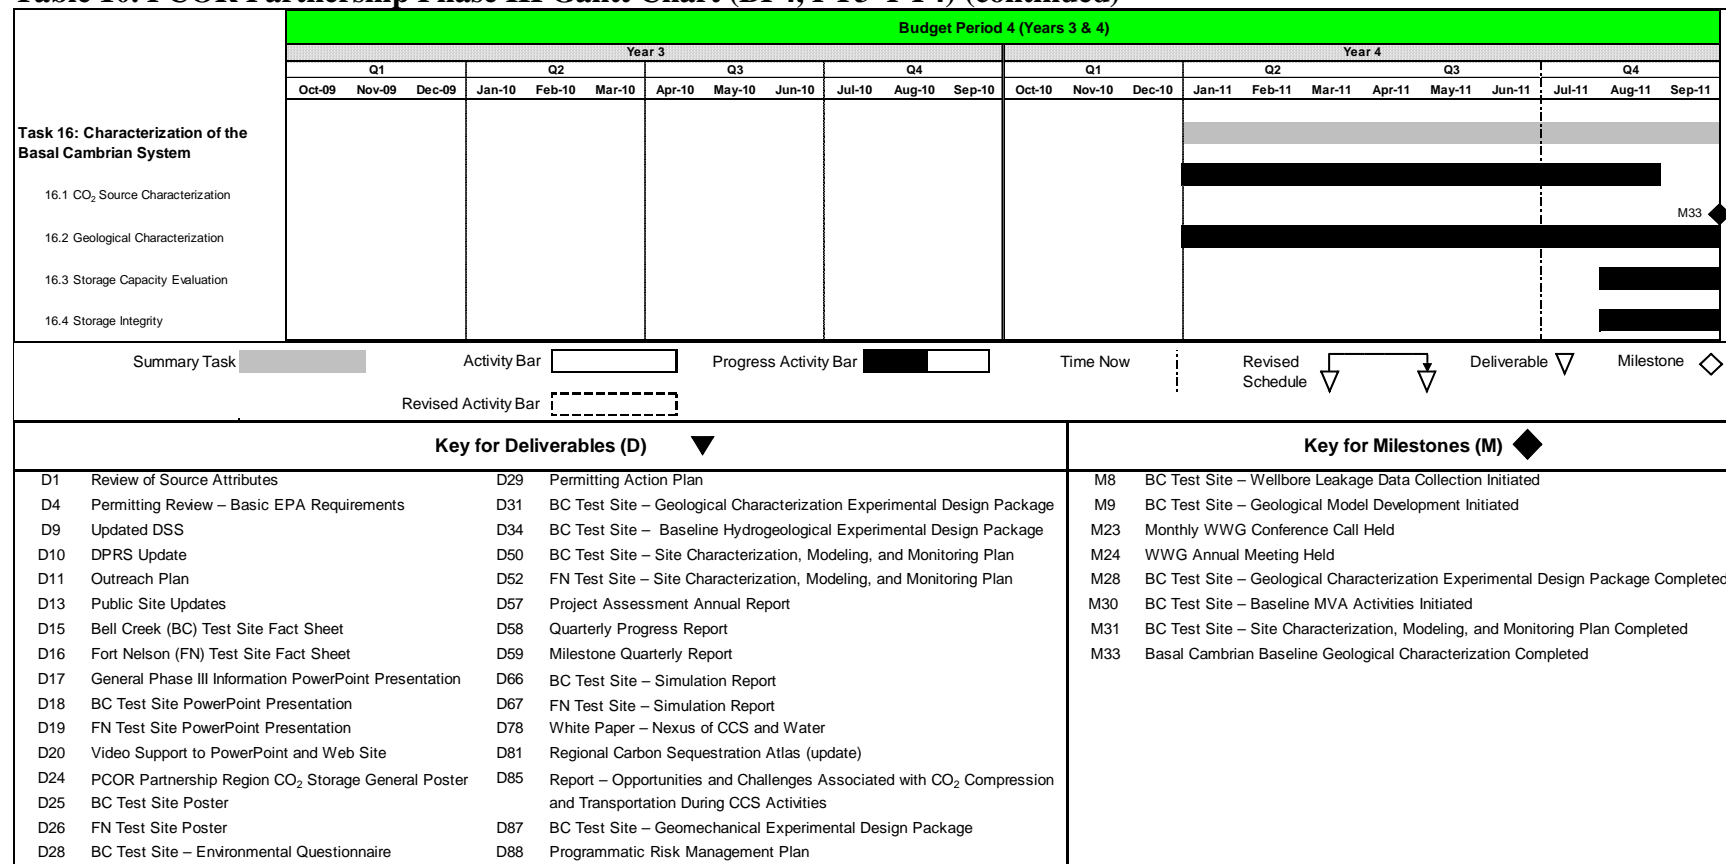 Table 10. PCOR Partnership Phase III Gantt Chart (BP4, PY3–PY4) (continued)
Budget Period 4 (Years 3 & 4)
Year 3 Year 4
Q1 Q2 Q3 Q4 Q1 Q2 Q3 Q4
Oct-09 Nov-09 Dec-09 Jan-10 Feb-10 Mar-10 Apr-10 May-10 Jun-10 Jul-10 Aug-10 Sep-10 Oct-10 Nov-10 Dec-10 Jan-11 Feb-11 Mar-11 Apr-11 May-11 Jun-11 Jul-11 Aug-11 Sep-11
Task 16: Characterization of the
Basal Cambrian System
16.1 CO2 Source Characterization
M33
16.2 Geological Characterization
16.3 Storage Capacity Evaluation
16.4 Storage Integrity
Summary Task Activity Bar Progress Activity Bar Time Now Revised Deliverable Milestone
Schedule
Revised Activity Bar
Key for Deliverables (D) Key for Milestones (M)
D1 Review of Source Attributes D29 Permitting Action Plan M8 BC Test Site – Wellbore Leakage Data Collection Initiated
D4 Permitting Review – Basic EPA Requirements D31 BC Test Site – Geological Characterization Experimental Design Package M9 BC Test Site – Geological Model Development Initiated
D9 Updated DSS D34 BC Test Site – Baseline Hydrogeological Experimental Design Package M23 Monthly WWG Conference Call Held
D10 DPRS Update D50 BC Test Site – Site Characterization, Modeling, and Monitoring Plan M24 WWG Annual Meeting Held
D11 Outreach Plan D52 FN Test Site – Site Characterization, Modeling, and Monitoring Plan M28 BC Test Site – Geological Characterization Experimental Design Package Completed
D13 Public Site Updates D57 Project Assessment Annual Report M30 BC Test Site – Baseline MVA Activities Initiated
D15 Bell Creek (BC) Test Site Fact Sheet D58 Quarterly Progress Report M31 BC Test Site – Site Characterization, Modeling, and Monitoring Plan Completed
D16 Fort Nelson (FN) Test Site Fact Sheet D59 Milestone Quarterly Report M33 Basal Cambrian Baseline Geological Characterization Completed
D17 General Phase III Information PowerPoint Presentation D66 BC Test Site – Simulation Report
D18 BC Test Site PowerPoint Presentation D67 FN Test Site – Simulation Report
D19 FN Test Site PowerPoint Presentation D78 White Paper – Nexus of CCS and Water
D20 Video Support to PowerPoint and Web Site D81 Regional Carbon Sequestration Atlas (update)
D24 PCOR Partnership Region CO2 Storage General Poster D85 Report – Opportunities and Challenges Associated with CO2 Compression
D25 BC Test Site Poster and Transportation During CCS Activities
D26 FN Test Site Poster D87 BC Test Site – Geomechanical Experimental Design Package
D28 BC Test Site – Environmental Questionnaire D88 Programmatic Risk Management Plan